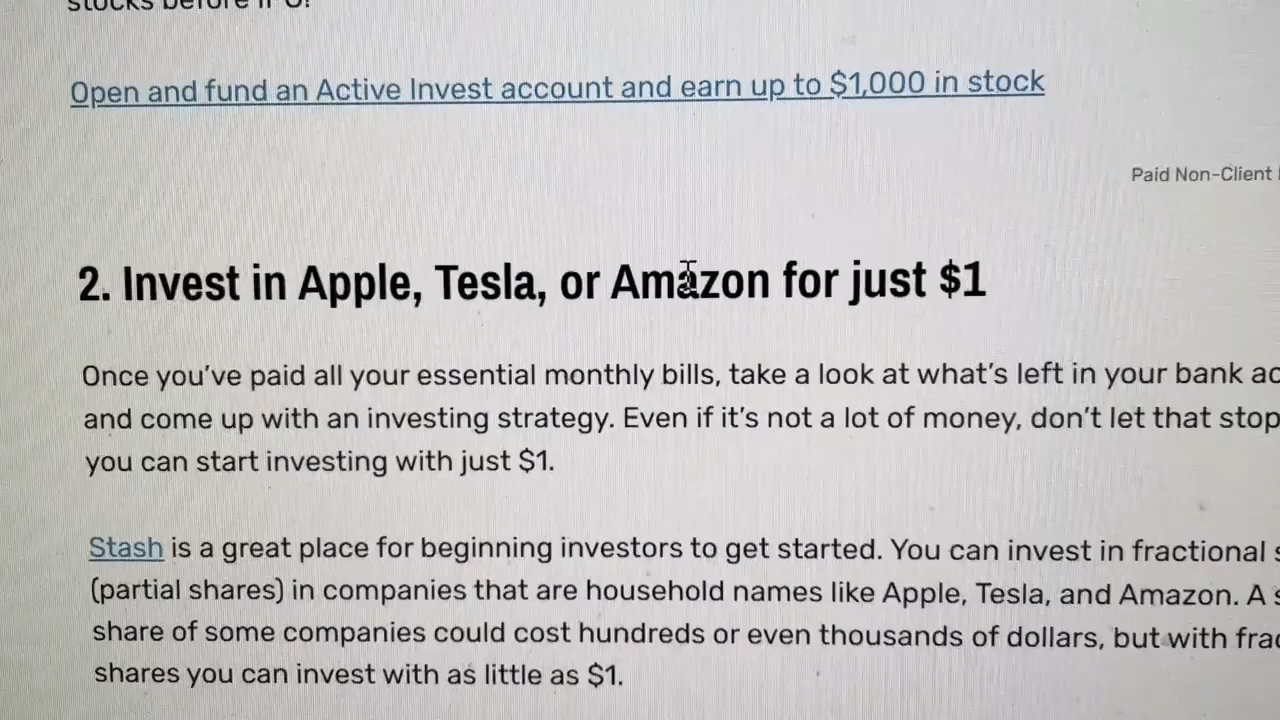 stocks before IPO!
Open and fund an Active Invest account and earn up to $1,000 in stock
Paid Non-Client
2. Invest in Apple, Tesla, or Amazon for just $1
Once you've paid all your essential monthly bills, take a look at what's left in your bank
and come up with an investing strategy. Even if it's not a lot of money, don't let that stop
you can start investing with just $1.
Stash is a great place for beginning investors to get started. You can invest in fractional
(partial shares) in companies that are household names like Apple, Tesla, and Amazon. A
share of some companies could cost hundreds or even thousands of dollars, but with
shares you can invest with as little as $1.